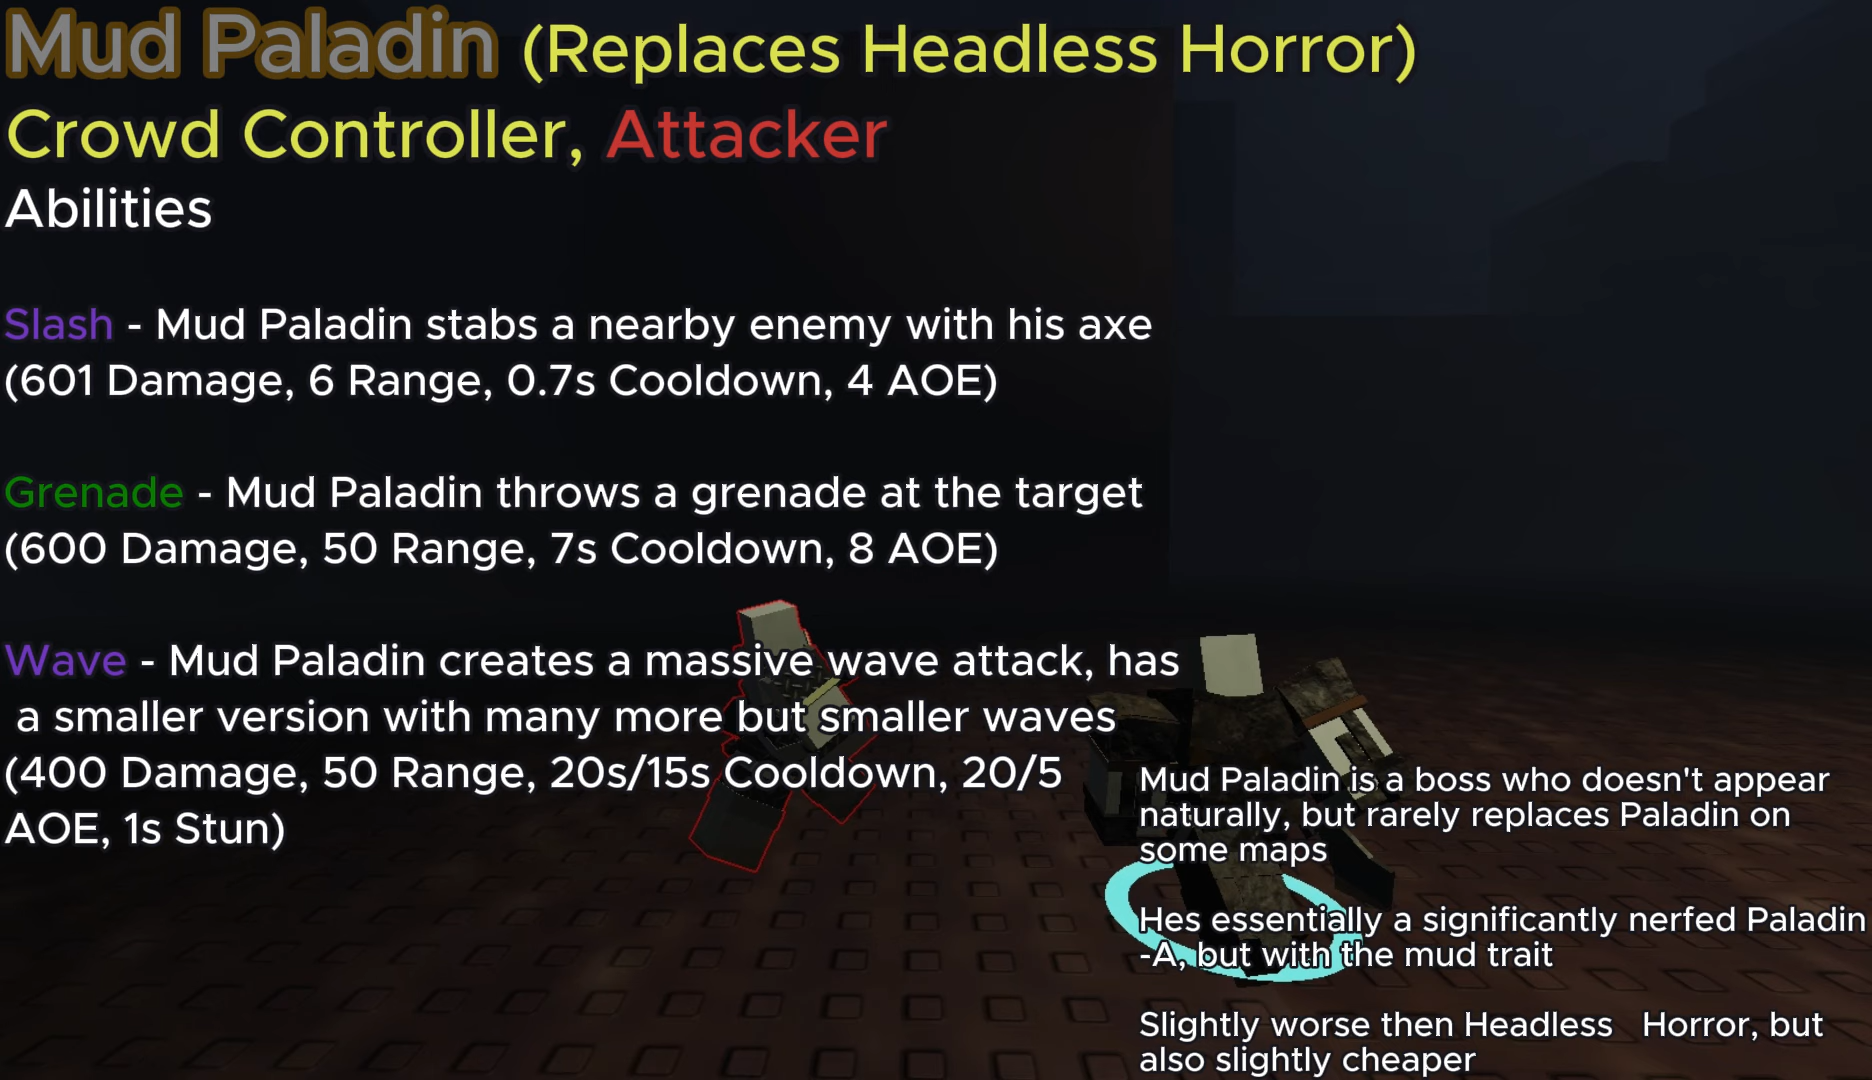 Mud Paladin (Replaces Headless Horror)
Crowd Controller, Attacker
Abilities
Slash - Mud Paladin stabs a nearby enemy with his axe
(601 Damage, 6 Range, 0.7s Cooldown, 4 AOE)
Grenade - Mud Paladin throws a grenade at the target
(600 Damage, 50 Range, 7s Cooldown, 8 AOE)
Wave - Mud Paladin creates a massive wave attack, has
a smaller version with many more but smaller waves
(400 Damage, 50 Range, 20s/15s Cooldown, 20/5
AOE, 1s Stun)
Mud Paladin is a boss who doesn't appear
naturally, but rarely replaces Paladin on
some maps
Hes essentially a significantly nerfed Paladin
-A, but with the mud trait
Slightly worse then Headless Horror, but
also slightly cheaper